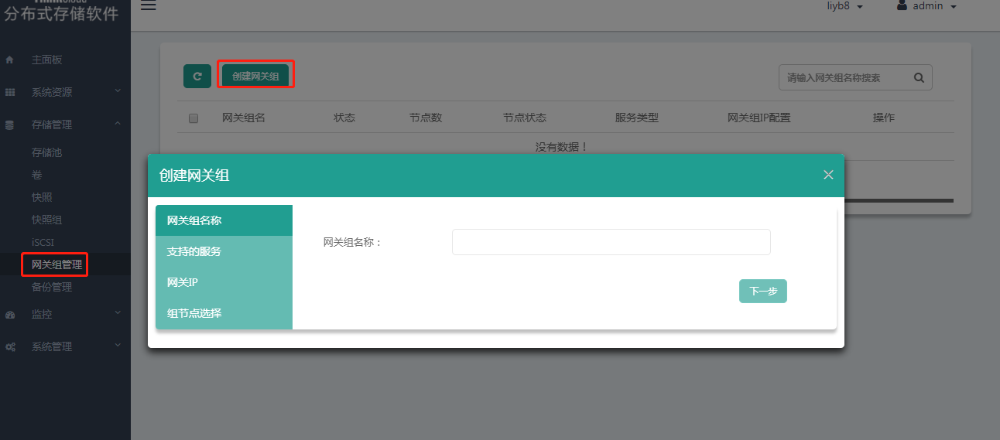 分布式存储软件
liyb8
admin
主面板
系统资源
存储管理
存储池
卷
快照
快照组
iSCSI
网关组管理
备份管理
监控
系统管理
创建网关组
请输入网关组名称搜索
网关组名 状态 节点数 节点状态 服务类型 网关组IP配置 操作
没有数据！
创建网关组
网关组名称
支持的服务
网关IP
组节点选择
网关组名称：
下一步